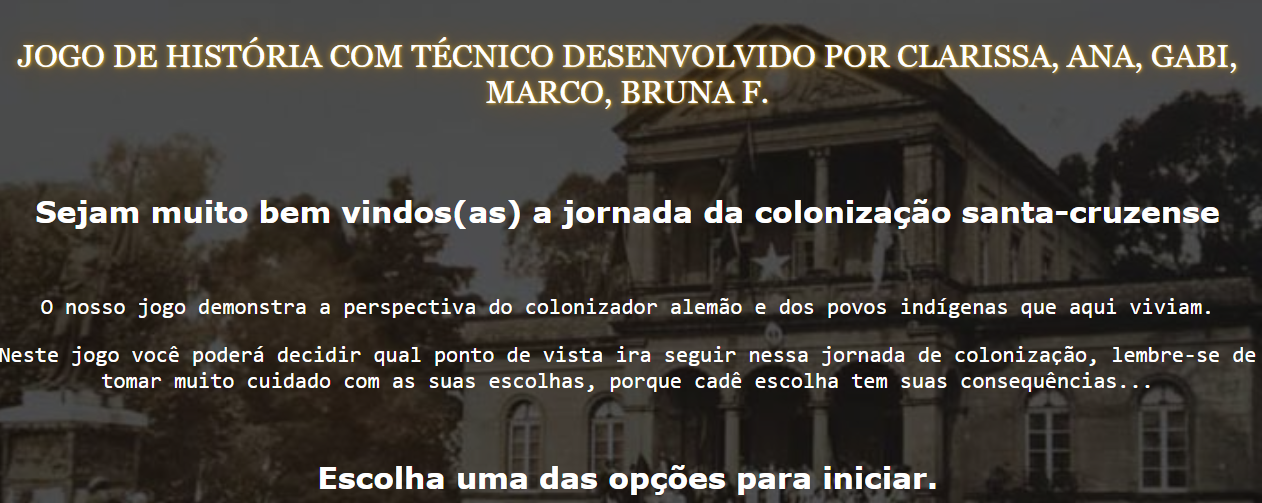 JOGO DE HISTÓRIA COM TÉCNICO DESENVOLVIDO POR CLARISSA, ANA, GABI,
MARCO, BRUNA F.
Sejam muito bem vindos(as) a jornada da colonização santa-cruzense
O nosso jogo demonstra a perspectiva do colonizador alemão e dos povos indígenas que aqui viviam.
Neste jogo você poderá decidir qual ponto de vista ira seguir nessa jornada de colonização, lembre-se de
tomar muito cuidado com as suas escolhas, porque cadê escolha tem suas consequências...
Escolha uma das opções para iniciar.